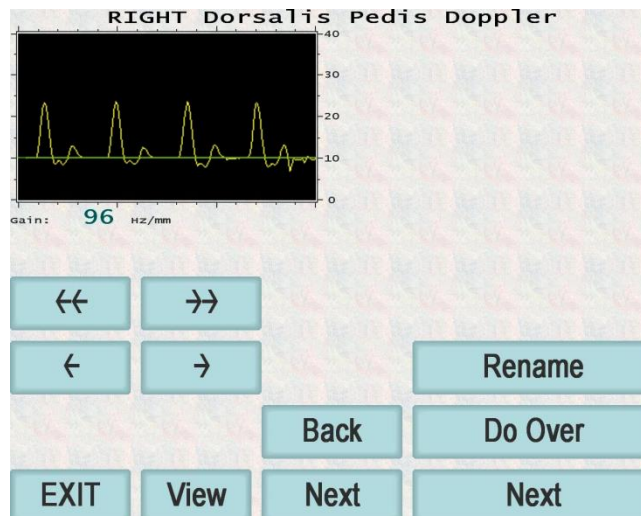 RIGHT Dorsalis Pedis Doppler
40
30
20
10
0
Gain: 96 Hz/mm
<< >>
< > Rename
Back Do Over
EXIT View Next Next